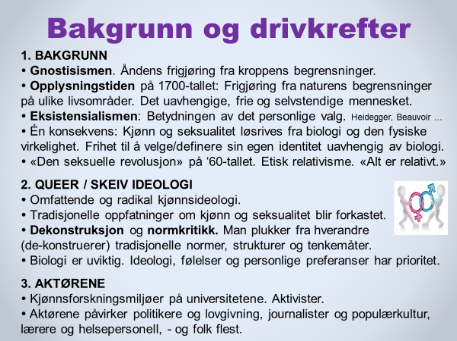 Bakgrunn og drivkrefter
1. BAKGRUNN
• Gnostisismen. Åndens frigjøring fra kroppens begrensninger.
• Opplysningstiden på 1700-tallet: Frigjøring fra naturens begrensninger
på ulike livsområder. Det uavhengige, frie og selvstendige mennesket.
• Eksistensialismen: Betydningen av det personlige valg. Heidegger, Beauvoir ...
• Én konsekvens: Kjønn og seksualitet løsrives fra biologi og den fysiske
virkelighet. Frihet til å velge/definere sin egen identitet uavhengig av biologi.
• «Den seksuelle revolusjon» på '60-tallet. Etisk relativisme. «Alt er relativt.»
2. QUEER / SKEIV IDEOLOGI
• Omfattende og radikal kjønnsideologi.
• Tradisjonelle oppfatninger om kjønn og seksualitet blir forkastet.
• Dekonstruksjon og normkritikk. Man plukker fra hverandre
(de-konstruerer) tradisjonelle normer, strukturer og tenkemåter.
• Biologi er uviktig. Ideologi, følelser og personlige preferanser har prioritet.
3. AKTØRENE
• Kjønnsforskningsmiljøer på universitetene. Aktivister.
• Aktørene påvirker politikere og lovgivning, journalister og populærkultur,
lærere og helsepersonell, - og folk flest.